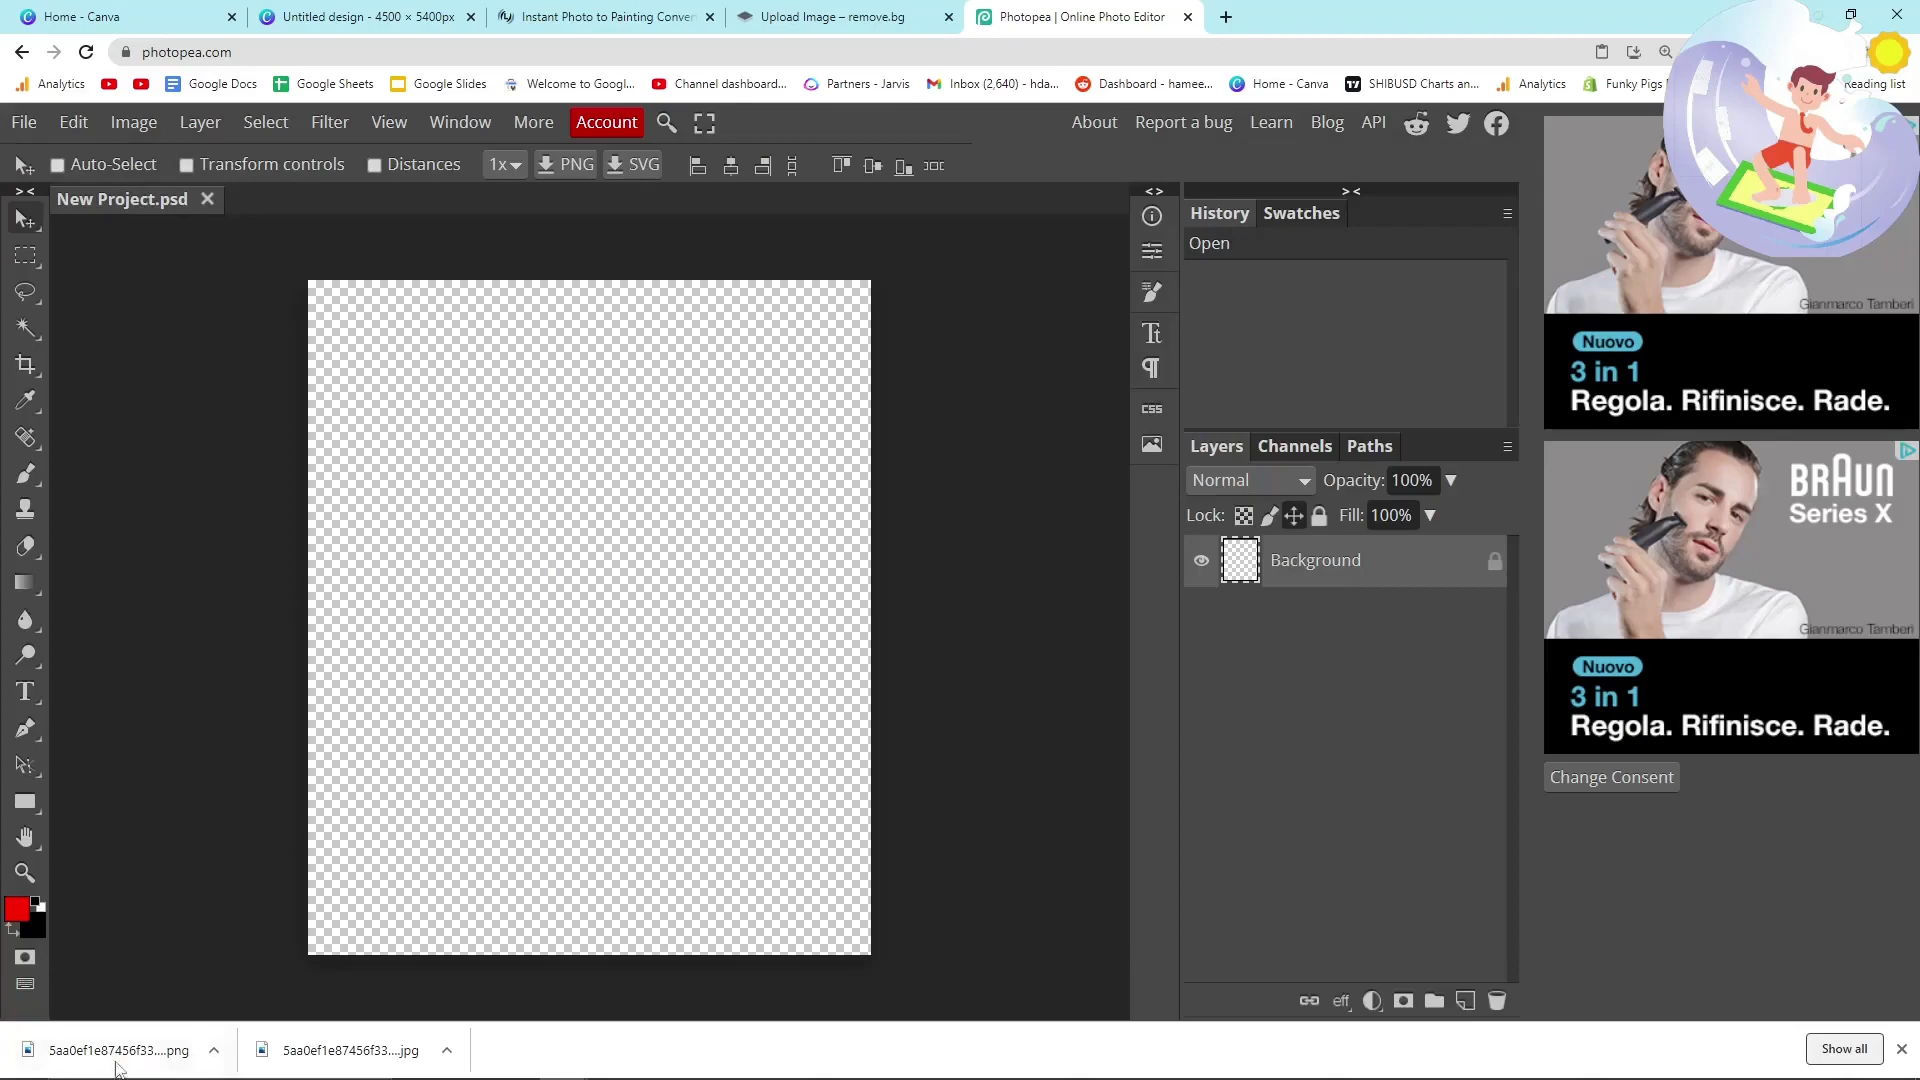 Home - Canva
Untitled design - 4500 × 5400px
Instant Photo to Painting Conver
Upload Image – remove.bg
Photopea | Online Photo Editor
photopea.com
Analytics
Google Docs
Google Sheets
Google Slides
Welcome to Googl...
Channel dashboard...
Partners - Jarvis
Inbox (2,640) - hda...
Dashboard - hamee...
Home - Canva
SHIBUSD Charts an...
Analytics
Funky Pigs
Reading list
File Edit Image Layer Select Filter View Window More Account
About Report a bug Learn Blog API
Auto-Select Transform controls Distances 1x PNG SVG
New Project.psd
History Swatches
Open
Tt
CSS
Layers Channels Paths
Normal Opacity: 100%
Lock: Fill: 100%
Background
eff
T
Gianmarco Tamberi
Nuovo
3 in 1
Regola. Rifinisce. Rade.
BRAUN
Series X
Gianmarco Tamberi
Nuovo
3 in 1
Regola. Rifinisce. Rade.
Change Consent
5aa0ef1e87456f33....png
5aa0ef1e87456f33....jpg
Show all